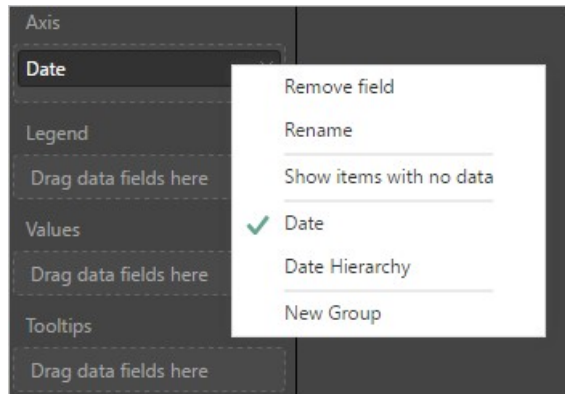 Axis
Date
Remove field
Rename
Legend
Drag data fields here
Show items with no data
Values
Date
Drag data fields here
Date Hierarchy
New Group
Tooltips
Drag data fields here